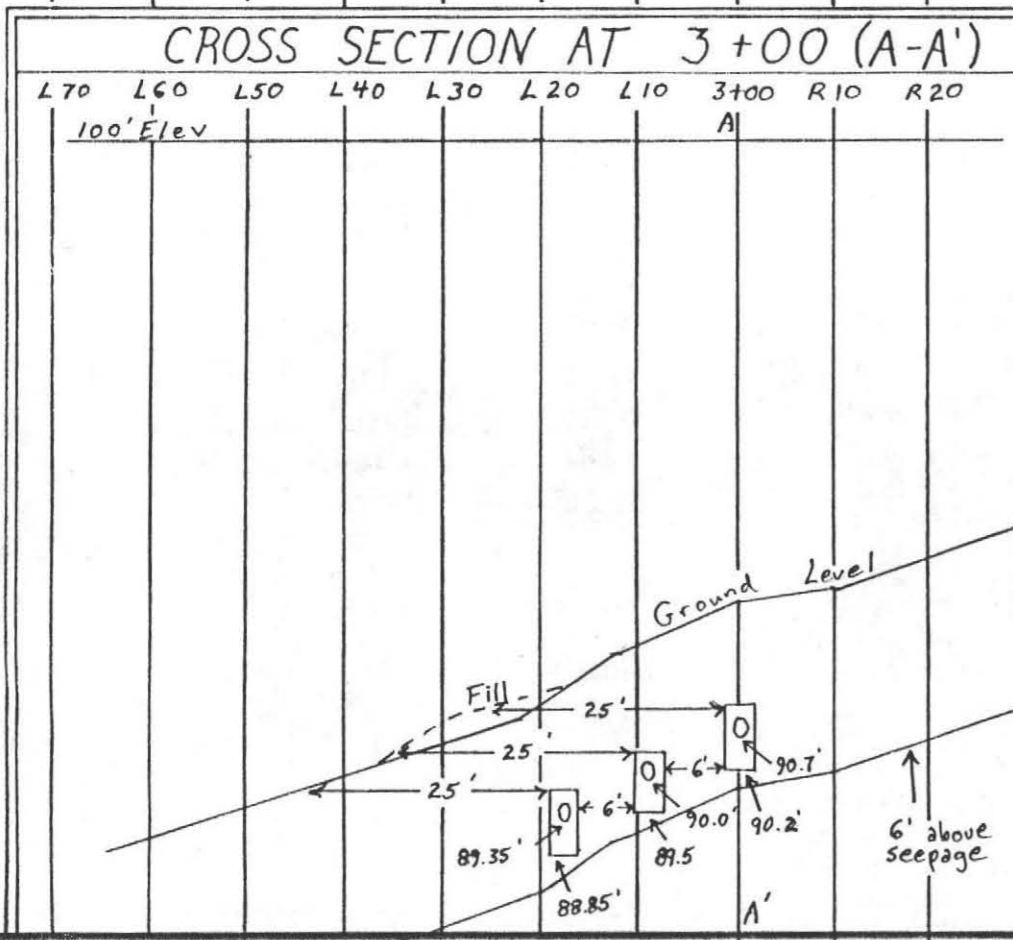 CROSS SECTION AT 3+00 (A-A')
L70 L60 L50 L40 L30 L20 L10 3+00 R10 R20
100' Elev
A
Ground Level
Fill
25'
25'
6'
90.7'
25'
6'
90.0'
90.2'
89.35'
89.5
6' above
seepage
88.85'
A'